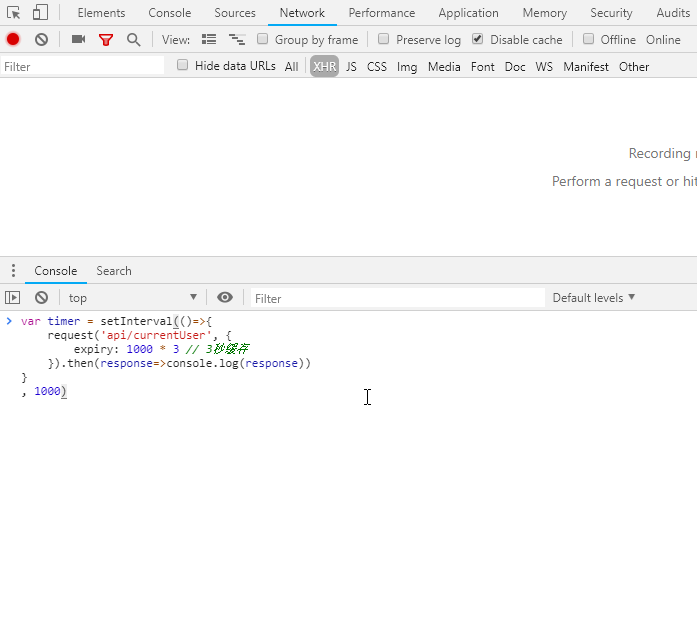 Elements Console Sources Network Performance Application Memory Security Audits
View: Group by frame Preserve log Disable cache Offline Online
Filter Hide data URLs All XHR JS CSS Img Media Font Doc WS Manifest Other
Recording
Perform a request or hit
Console Search
top Filter Default levels
var timer = setInterval(()=>{
request('api/currentUser', {
expiry: 1000 * 3 // 3秒缓存
}).then(response=>console.log(response))
}
, 1000)